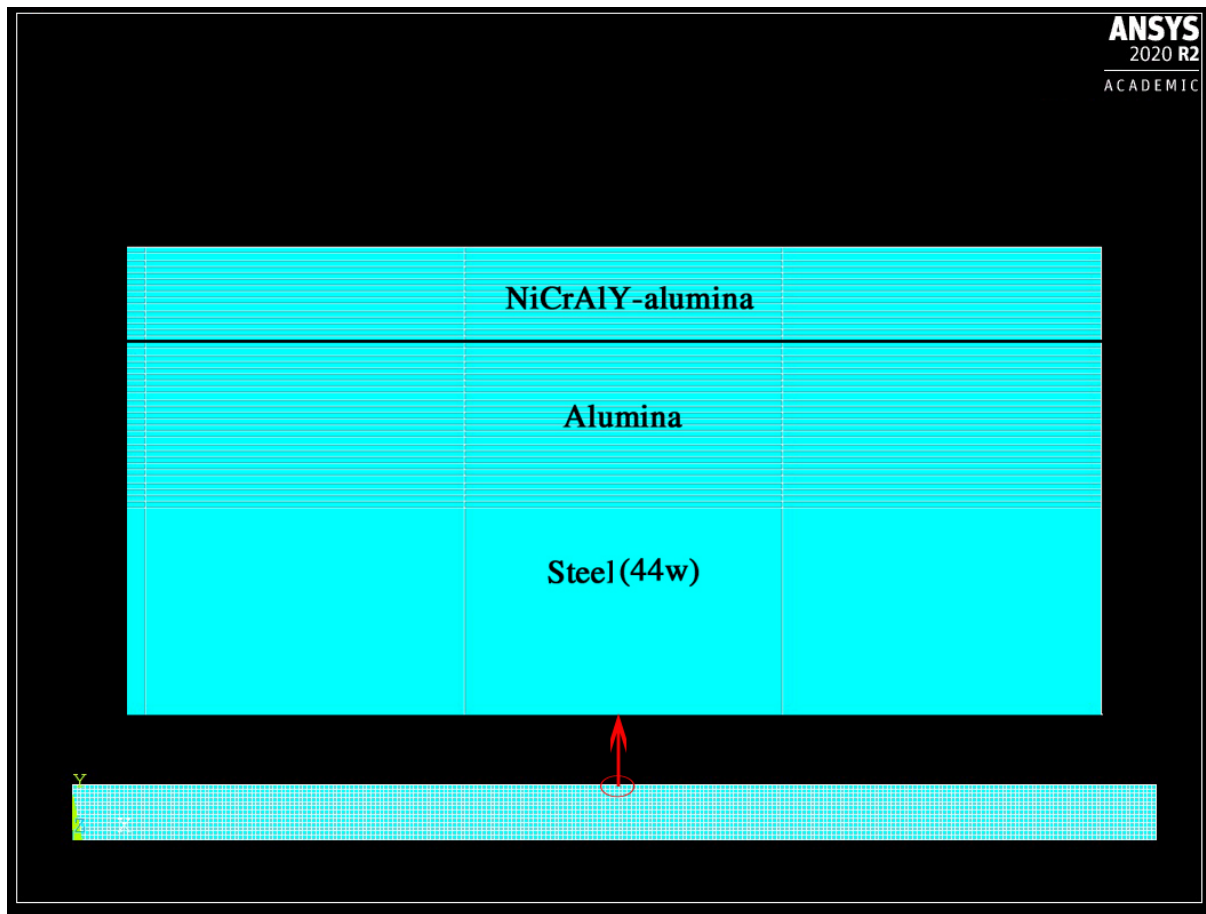 ANSYS
2020 R2
ACADEMIC
NiCrAlY-alumina
Alumina
Steel (44w)
Y
Z X